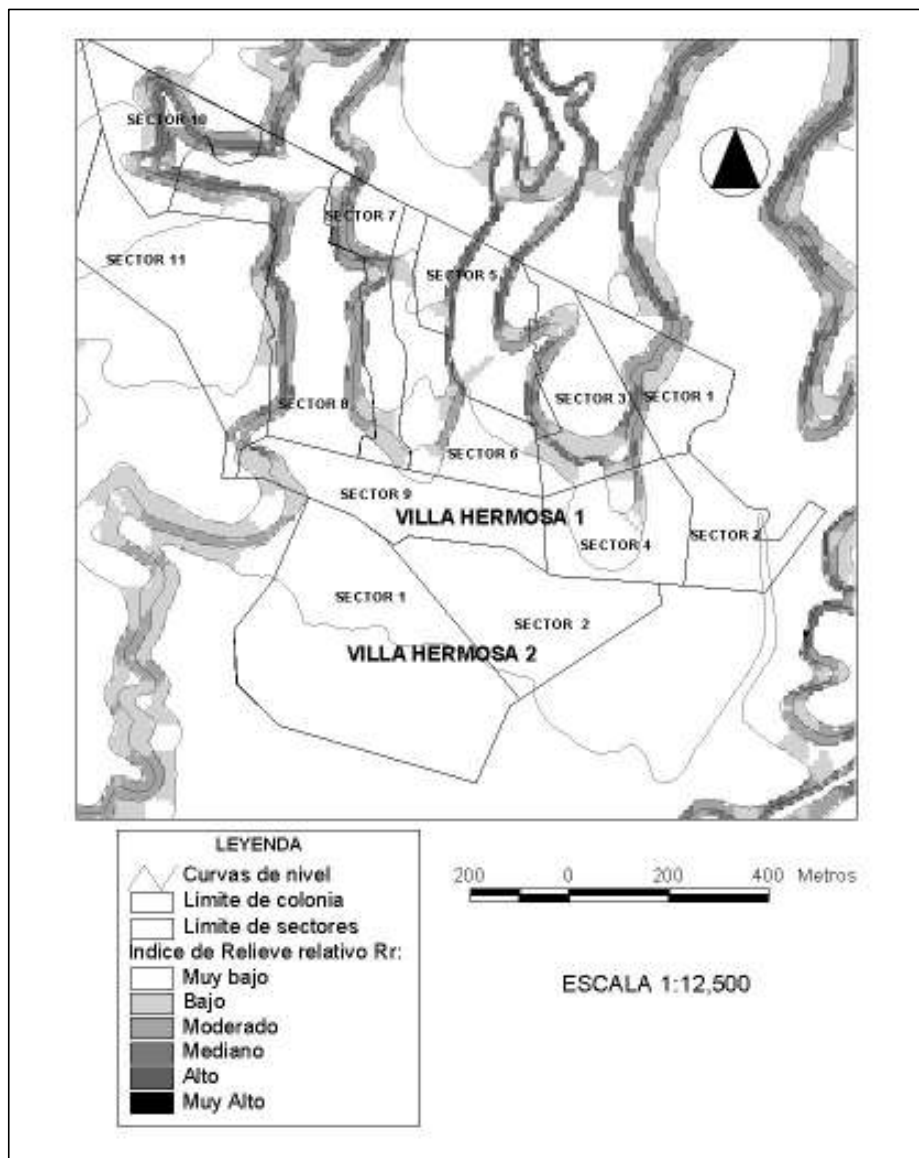 SECTOR 10
SECTOR 7
SECTOR 11
SECTOR 5
SECTOR 3
SECTOR 1
SECTOR 8
SECTOR 6
SECTOR 9
VILLA HERMOSA 1
SECTOR 2
SECTOR 4
SECTOR 1
SECTOR 2
VILLA HERMOSA 2
LEYENDA
Curvas de nivel
Limite de colonia
Limite de sectores
Indice de Relieve relativo Rr:
Muy bajo
Bajo
Moderado
Mediano
Alto
Muy Alto
200 0 200 400 Metros
ESCALA 1:12,500